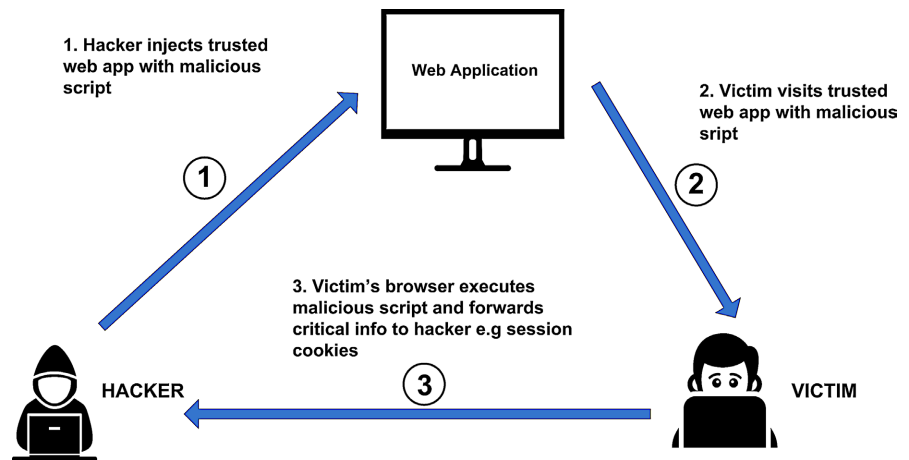 1. Hacker injects trusted
web app with malicious
script
Web Application
2. Victim visits trusted
web app with malicious
sript
1
2
3. Victim's browser executes
malicious script and forwards
critical info to hacker e.g session
cookies
HACKER
3
VICTIM